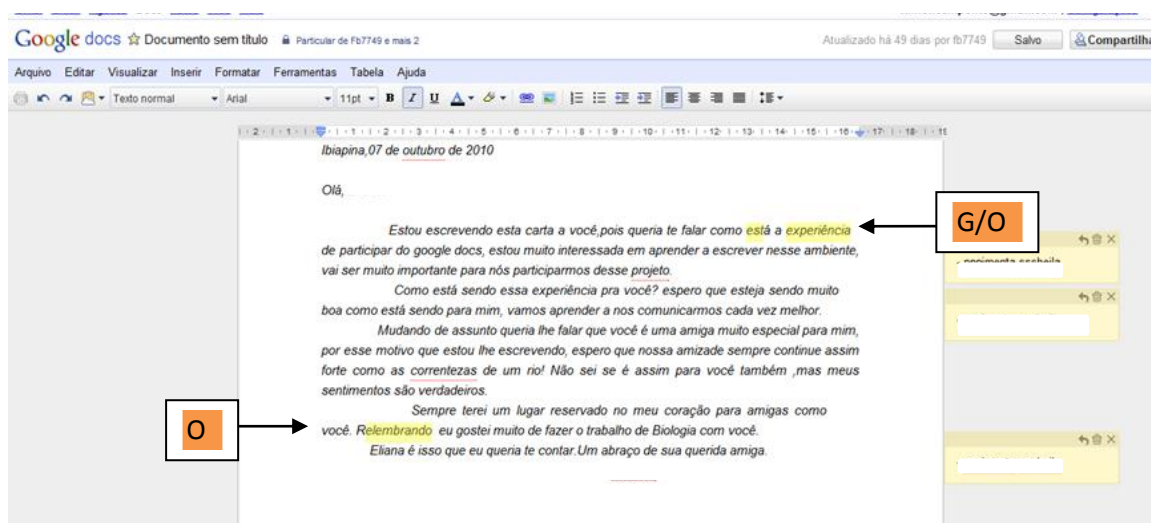 Google docs ☆ Documento sem título Particular de Fb7749 e mais 2 Atualizado há 49 dias por fb7749 Salvo Compartilha
Arquivo Editar Visualizar Inserir Formatar Ferramentas Tabela Ajuda
Texto normal Arial 11pt B I U A
Ibiapina,07 de outubro de 2010
Olá,
Estou escrevendo esta carta a você,pois queria te falar como está a experiência
G/O
de participar do google docs, estou muito interessada em aprender a escrever nesse ambiente,
vai ser muito importante para nós participarmos desse projeto.
Como está sendo essa experiência pra você? espero que esteja sendo muito
boa como está sendo para mim, vamos aprender a nos comunicarmos cada vez melhor.
Mudando de assunto queria lhe falar que você é uma amiga muito especial para mim,
por esse motivo que estou lhe escrevendo, espero que nossa amizade sempre continue assim
forte como as correntezas de um rio! Não sei se é assim para você também ,mas meus
sentimentos são verdadeiros.
Sempre terei um lugar reservado no meu coração para amigas como
O
você. Relembrando eu gostei muito de fazer o trabalho de Biologia com você.
Eliana é isso que eu queria te contar.Um abraço de sua querida amiga.